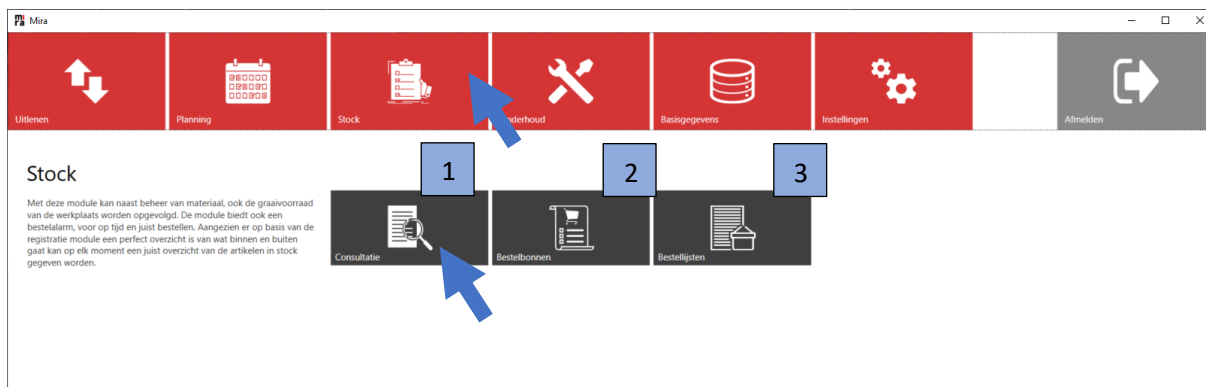 mira Mira
Uitlenen
Planning
Stock
Onderhoud
Basisgegevens
Instellingen
Afmelden
Stock
Met deze module kan naast beheer van materiaal, ook de graaivoorraad
van de werkplaats worden opgevolgd. De module biedt ook een
bestelalarm, voor op tijd en juist bestellen. Aangezien er op basis van de
registratie module een perfect overzicht is van wat binnen en buiten
gaat kan op elk moment een juist overzicht van de artikelen in stock
gegeven worden.
1
2
3
Consultatie
Bestelbonnen
Bestellijsten